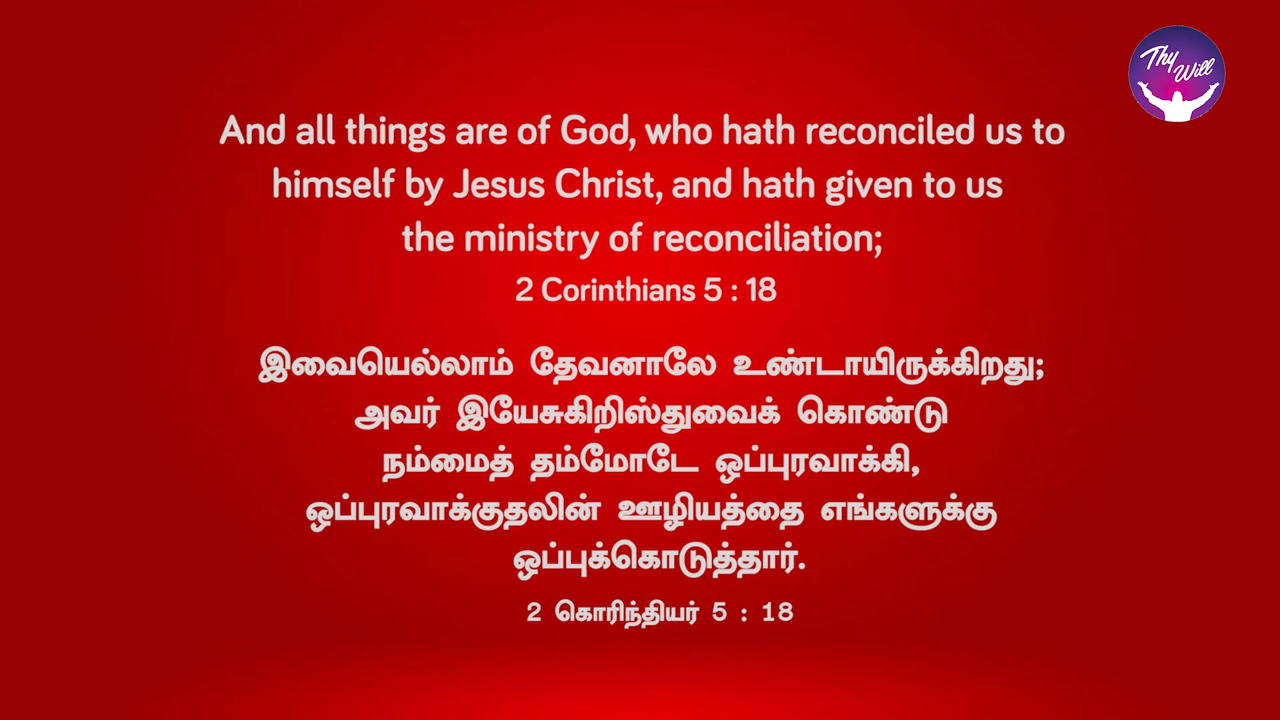 Thy
Will
And all things are of God, who hath reconciled us to
himself by Jesus Christ, and hath given to us
the ministry of reconciliation;
2 Corinthians 5 : 18
இவையெல்லாம் தேவனாலே உண்டாயிருக்கிறது;
அவர் இயேசுகிறிஸ்துவைக் கொண்டு
நம்மைத் தம்மோடே ஒப்புரவாக்கி,
ஒப்புரவாக்குதலின் ஊழியத்தை எங்களுக்கு
ஒப்புக்கொடுத்தார்.
2 கொரிந்தியர் 5 : 18